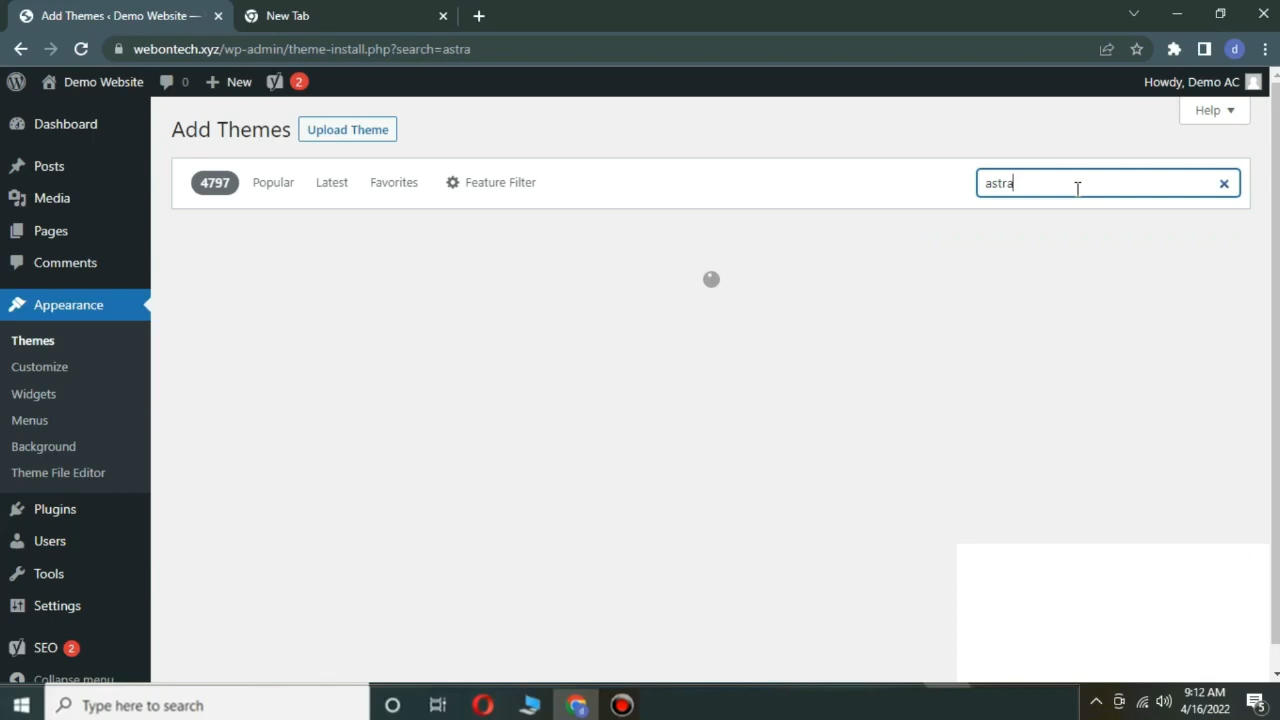 Add Themes ‹ Demo Website —
New Tab
webontech.xyz/wp-admin/theme-install.php?search=astra
d
Demo Website
0
New
2
Howdy, Demo AC
Help
Dashboard
Posts
Media
Pages
Comments
Appearance
Themes
Customize
Widgets
Menus
Background
Theme File Editor
Plugins
Users
Tools
Settings
SEO 2
Collapse menu
Add Themes
Upload Theme
4797
Popular
Latest
Favorites
Feature Filter
astra
Type here to search
9:12 AM
4/16/2022
5